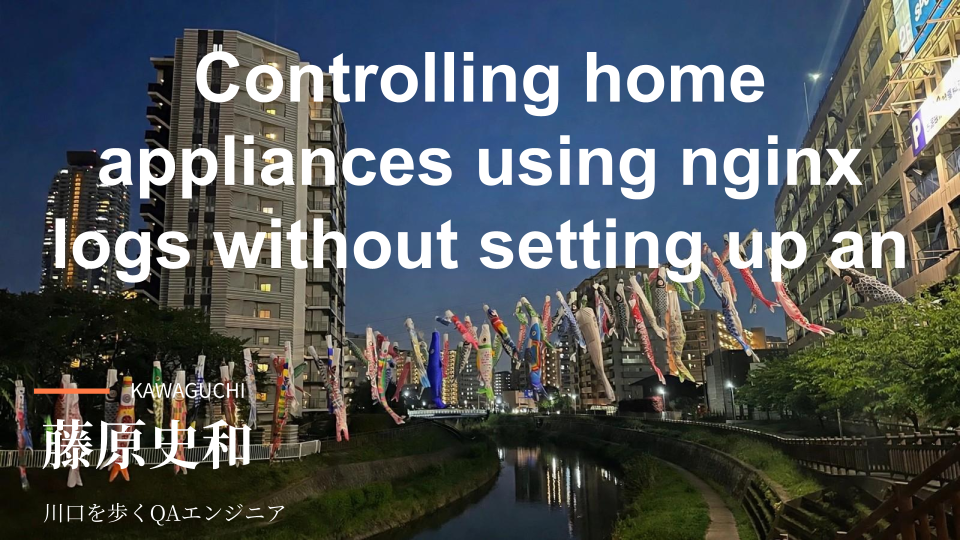 Controlling home
appliances using nginx
logs without setting up an
KAWAGUCHI
藤原史和
川口を歩くQAエンジニア
P